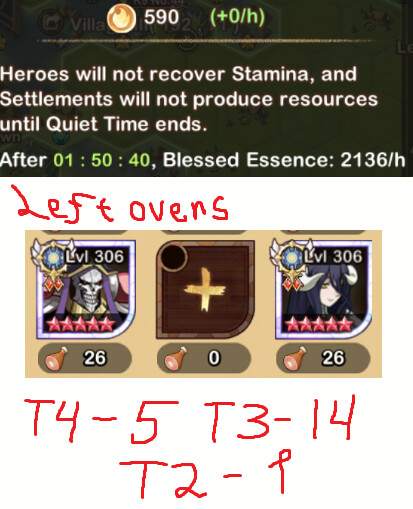 590 (+0/h)
Heroes will not recover Stamina, and
Settlements will not produce resources
until Quiet Time ends.
After 01 : 50 : 40, Blessed Essence: 2136/h
Left ovens
Lvl 306 Lvl 306
26 0 26
T4-5 T3-14
T2-1